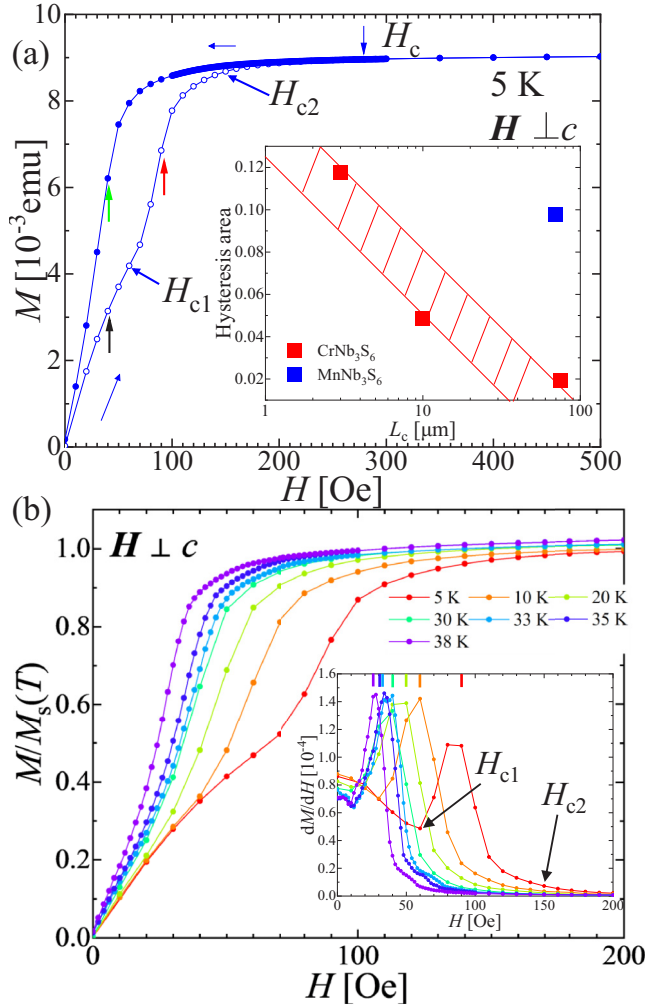 (a)
10
8
6
4
2
0
M [10⁻³ emu]
H_c
H_c2
5 K
H ⊥c
H_c1
0.12
0.10
0.08
0.06
0.04
0.02
Hysteresis area
CrNb₃S₆
MnNb₃S₆
1 10 100
L_c [μm]
0 100 200 300 400 500
H [Oe]
(b)
H ⊥ c
1.0
0.8
0.6
0.4
0.2
0.0
M/M_s(T)
5 K 10 K 20 K
30 K 33 K 35 K
38 K
1.6
1.4
1.2
1.0
0.8
0.6
0.4
0.2
0.0
dM/dH [10⁻⁴]
H_c1
H_c2
0 50 100 150 200
H [Oe]
0 100 200
H [Oe]